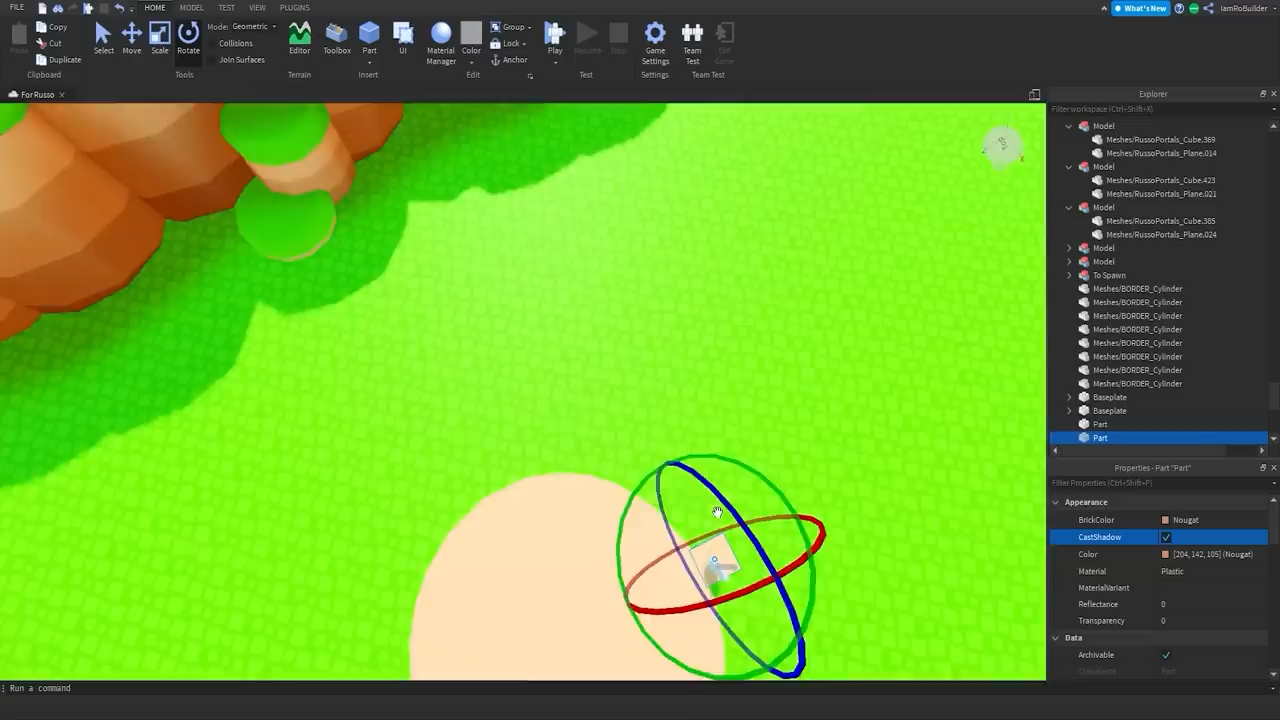 FILE HOME MODEL TEST VIEW PLUGINS What's New IamRoBuilder
Paste Copy Cut Duplicate Clipboard
Select Move Scale Rotate Mode: Geometric Collisions Join Surfaces Tools
Editor Terrain
Toolbox Part UI Insert
Material Manager Color Group Lock Anchor Edit
Play Resume Stop Test
Game Settings Settings
Team Test Exit Game Team Test
For Russo
Explorer
Filter workspace (Ctrl+Shift+X)
Model
Meshes/RussoPortals_Cube.369
Meshes/RussoPortals_Plane.014
Model
Meshes/RussoPortals_Cube.423
Meshes/RussoPortals_Plane.021
Model
Meshes/RussoPortals_Cube.385
Meshes/RussoPortals_Plane.024
Model
Model
To Spawn
Meshes/BORDER_Cylinder
Meshes/BORDER_Cylinder
Meshes/BORDER_Cylinder
Meshes/BORDER_Cylinder
Meshes/BORDER_Cylinder
Meshes/BORDER_Cylinder
Meshes/BORDER_Cylinder
Meshes/BORDER_Cylinder
Baseplate
Baseplate
Part
Part
Properties - Part "Part"
Filter Properties (Ctrl+Shift+P)
Appearance
BrickColor Nougat
CastShadow
Color [204, 142, 105] (Nougat)
Material Plastic
MaterialVariant
Reflectance 0
Transparency 0
Data
Archivable
ClassName Part
Run a command